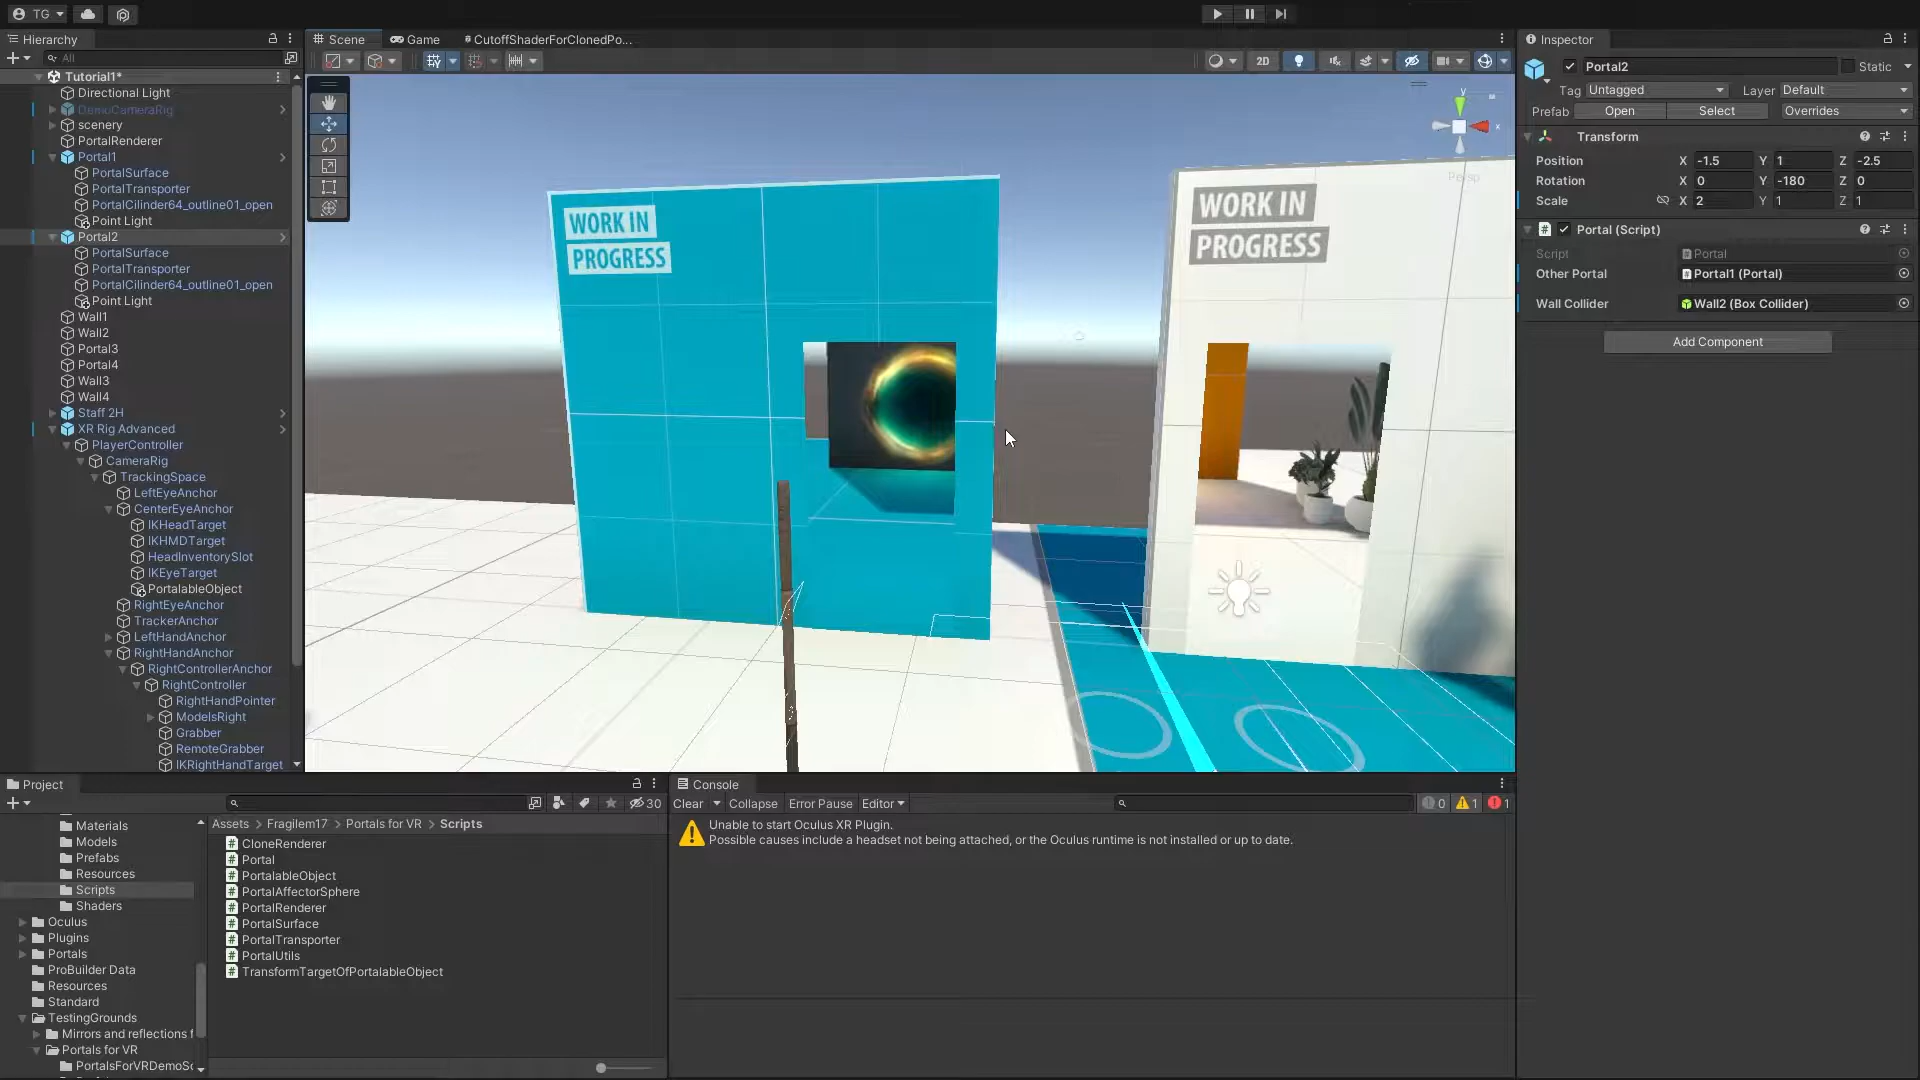 TG
Hierarchy
All
Tutorial1*
Directional Light
DemoCameraRig
scenery
PortalRenderer
Portal1
PortalSurface
PortalTransporter
PortalCilinder64_outline01_open
Point Light
Portal2
PortalSurface
PortalTransporter
PortalCilinder64_outline01_open
Point Light
Wall1
Wall2
Portal3
Portal4
Wall3
Wall4
Staff 2H
XR Rig Advanced
PlayerController
CameraRig
TrackingSpace
LeftEyeAnchor
CenterEyeAnchor
IKHeadTarget
IKHMDTarget
HeadInventorySlot
IKEyeTarget
PortalableObject
RightEyeAnchor
TrackerAnchor
LeftHandAnchor
RightHandAnchor
RightControllerAnchor
RightController
RightHandPointer
ModelsRight
Grabber
RemoteGrabber
IKRightHandTarget
Scene
Game
CutoffShaderForClonedPo...
2D
y
x
Persp
WORK IN
PROGRESS
WORK IN
PROGRESS
Inspector
Portal2
Static
Tag Untagged
Layer Default
Prefab Open Select Overrides
Transform
Position X -1.5 Y 1 Z -2.5
Rotation X 0 Y -180 Z 0
Scale X 2 Y 1 Z 1
# Portal (Script)
Script Portal
Other Portal Portal1 (Portal)
Wall Collider Wall2 (Box Collider)
Add Component
Project
30
Materials
Models
Prefabs
Resources
Scripts
Shaders
Oculus
Plugins
Portals
ProBuilder Data
Resources
Standard
TestingGrounds
Mirrors and reflections f
Portals for VR
PortalsForVRDemoSc
Assets > Fragilem17 > Portals for VR > Scripts
# CloneRenderer
# Portal
# PortalableObject
# PortalAffectorSphere
# PortalRenderer
# PortalSurface
# PortalTransporter
# PortalUtils
# TransformTargetOfPortalableObject
Console
Clear Collapse Error Pause Editor
0 1 1
Unable to start Oculus XR Plugin.
Possible causes include a headset not being attached, or the Oculus runtime is not installed or up to date.